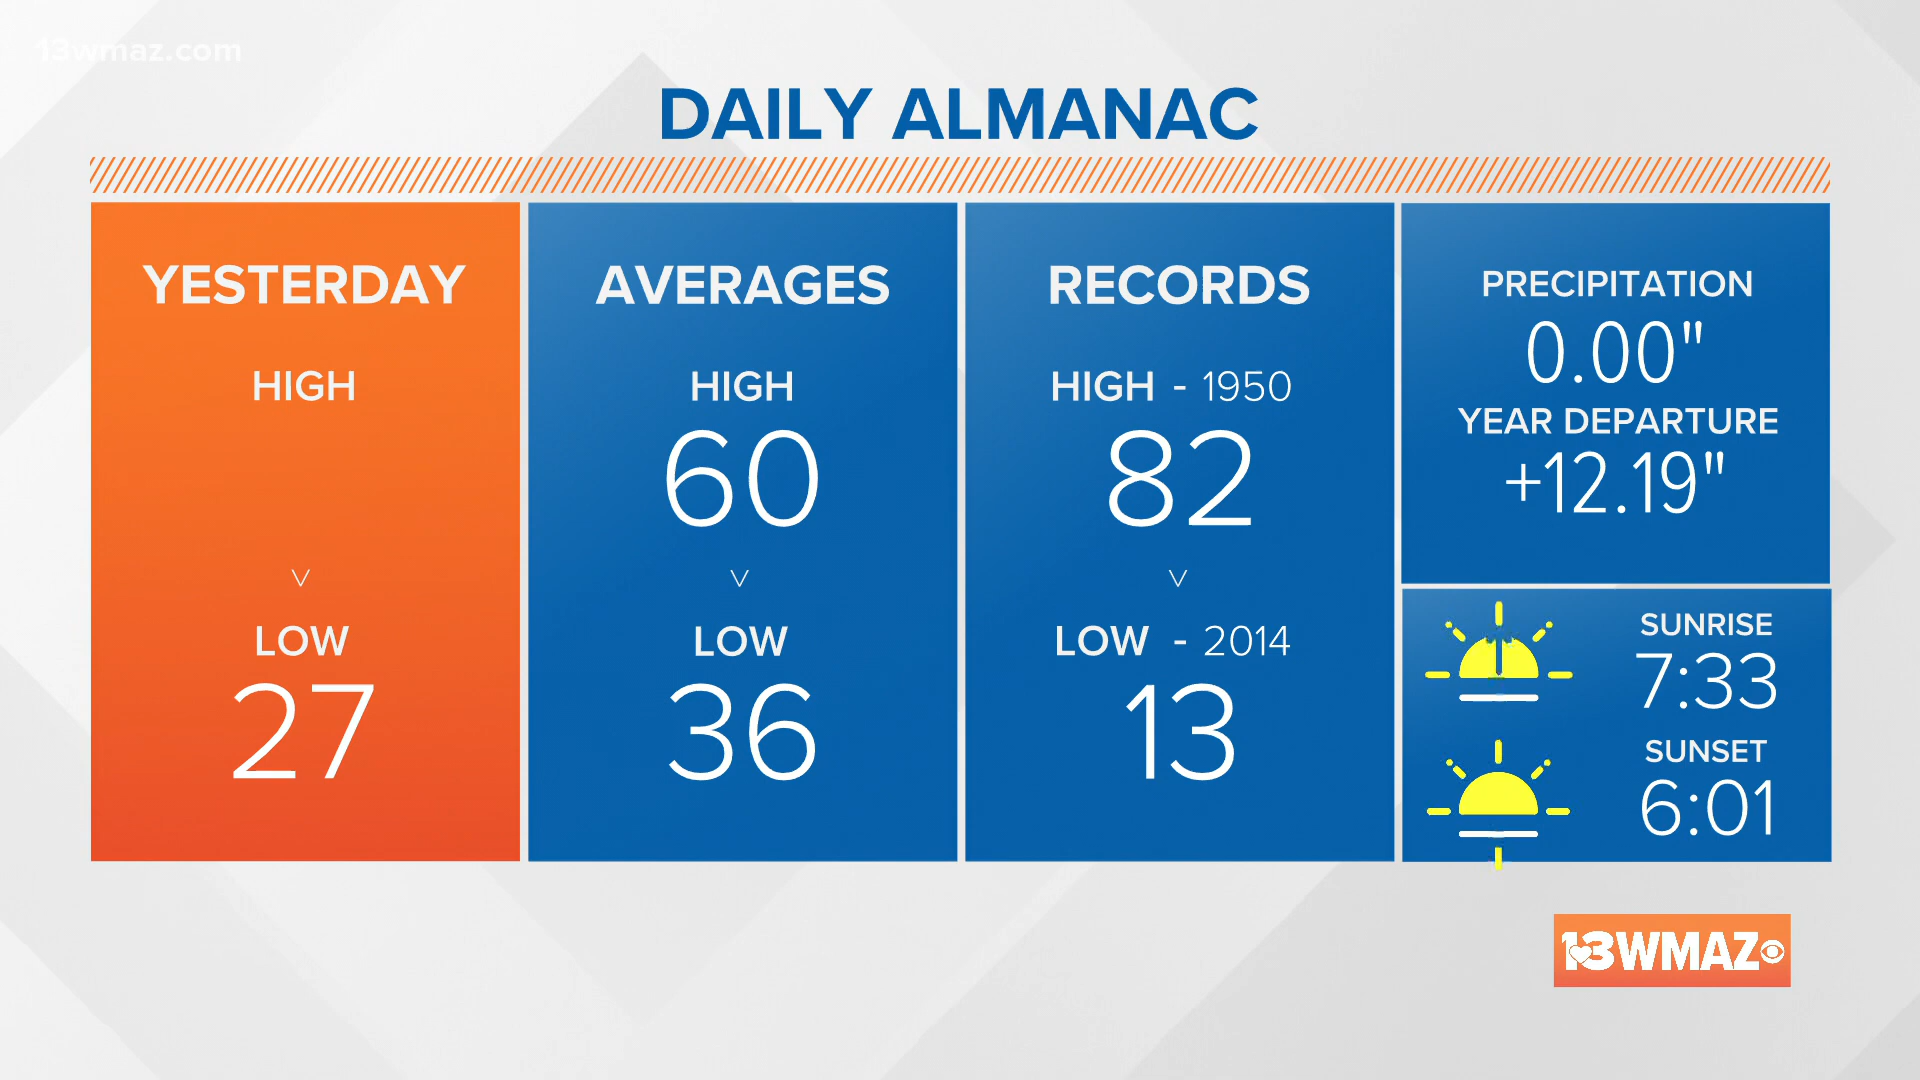 13wmaz.com
DAILY ALMANAC
YESTERDAY
HIGH
LOW
27
AVERAGES
HIGH
60
LOW
36
RECORDS
HIGH - 1950
82
LOW - 2014
13
PRECIPITATION
0.00"
YEAR DEPARTURE
+12.19"
SUNRISE
7:33
SUNSET
6:01
13WMAZ